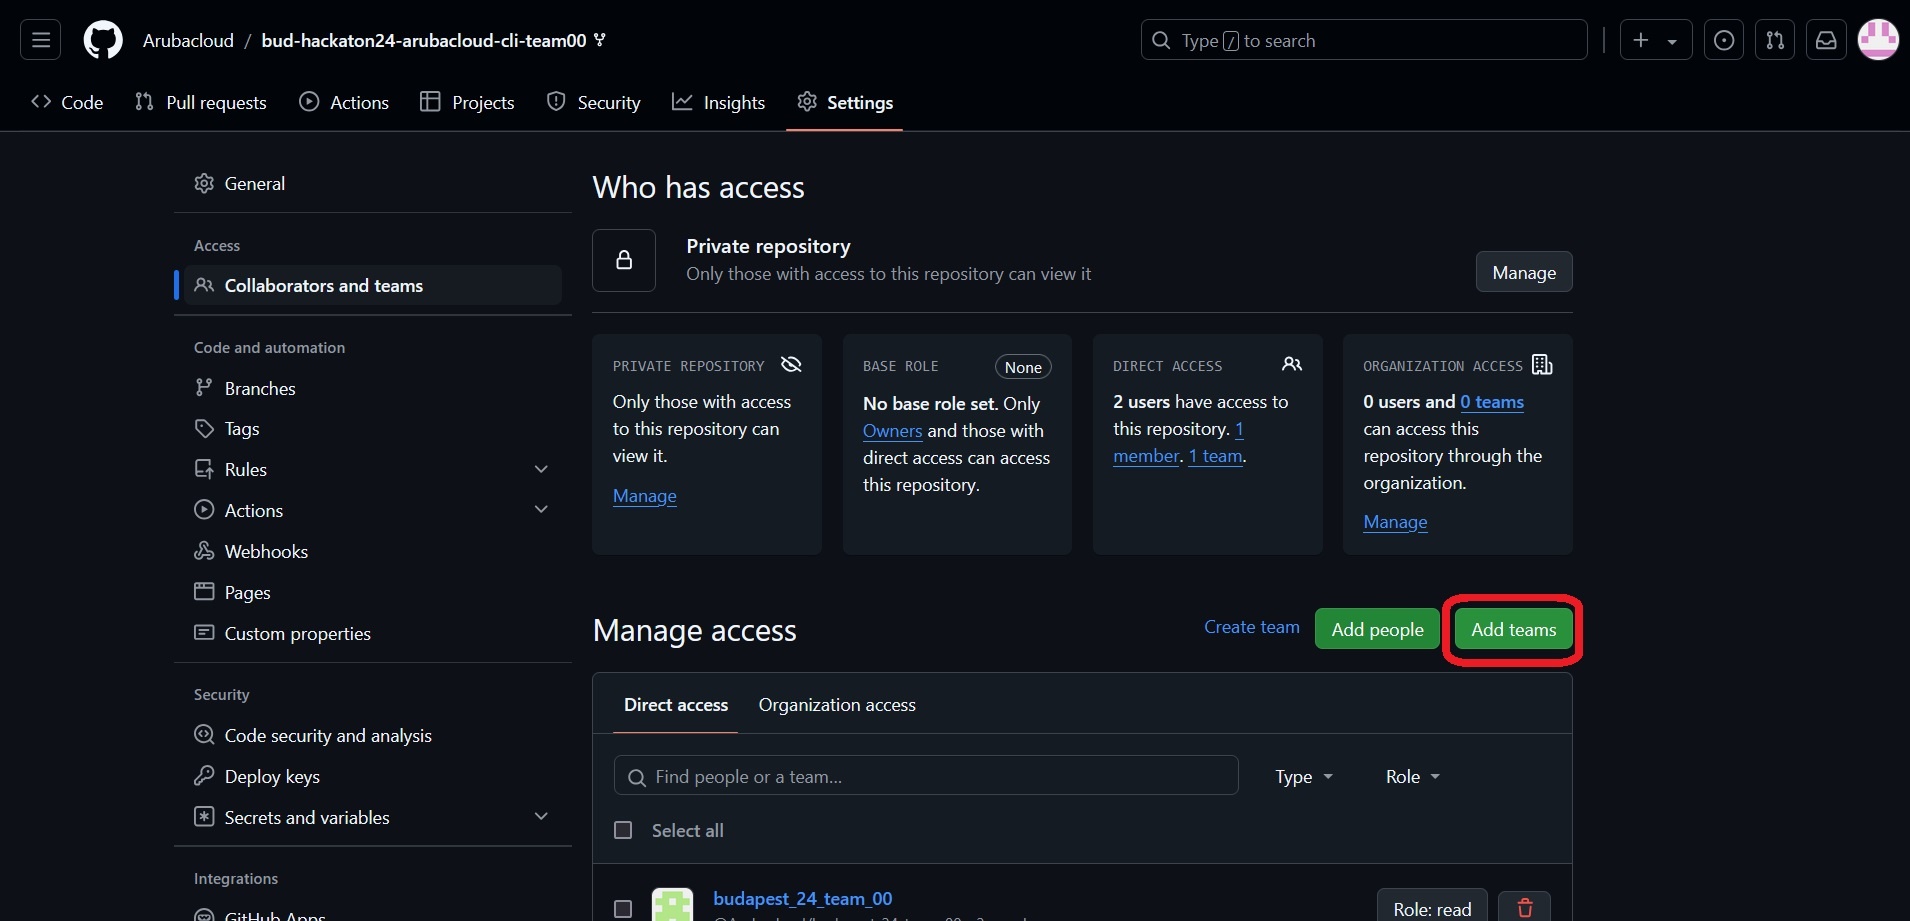 Arubacloud / bud-hackaton24-arubacloud-cli-team00
Type / to search
Code
Pull requests
Actions
Projects
Security
Insights
Settings
General
Access
Collaborators and teams
Code and automation
Branches
Tags
Rules
Actions
Webhooks
Pages
Custom properties
Security
Code security and analysis
Deploy keys
Secrets and variables
Integrations
GitHub Apps
Who has access
Private repository
Only those with access to this repository can view it
Manage
PRIVATE REPOSITORY
Only those with access
to this repository can
view it.
Manage
BASE ROLE None
No base role set. Only
Owners and those with
direct access can access
this repository.
DIRECT ACCESS
2 users have access to
this repository. 1
member. 1 team.
ORGANIZATION ACCESS
0 users and 0 teams
can access this
repository through the
organization.
Manage
Manage access
Create team
Add people
Add teams
Direct access
Organization access
Find people or a team...
Type
Role
Select all
budapest_24_team_00
Role: read